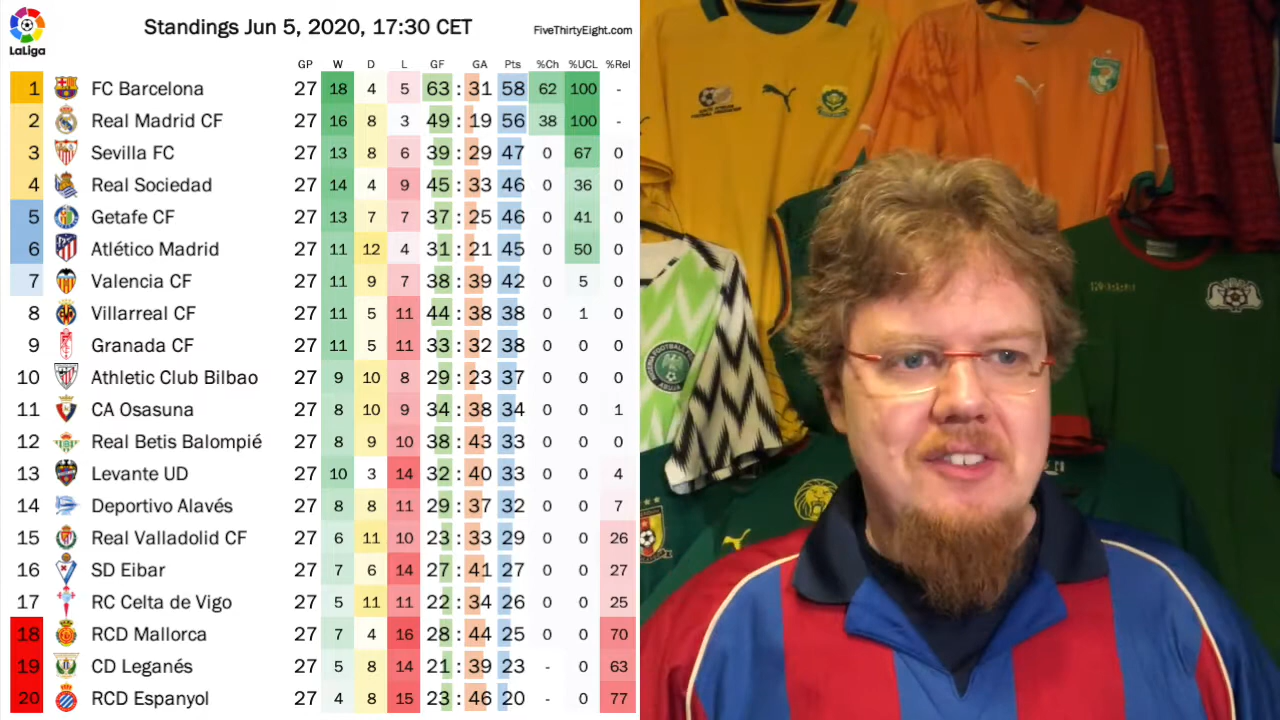 Standings Jun 5, 2020, 17:30 CET
FiveThirtyEight.com
LaLiga
GP W D L GF GA Pts %Ch %UCL %Rel
1 FC Barcelona 27 18 4 5 63 : 31 58 62 100 -
2 Real Madrid CF 27 16 8 3 49 : 19 56 38 100 -
3 Sevilla FC 27 13 8 6 39 : 29 47 0 67 0
4 Real Sociedad 27 14 4 9 45 : 33 46 0 36 0
5 Getafe CF 27 13 7 7 37 : 25 46 0 41 0
6 Atlético Madrid 27 11 12 4 31 : 21 45 0 50 0
7 Valencia CF 27 11 9 7 38 : 39 42 0 5 0
8 Villarreal CF 27 11 5 11 44 : 38 38 0 1 0
9 Granada CF 27 11 5 11 33 : 32 38 0 0 0
10 Athletic Club Bilbao 27 9 10 8 29 : 23 37 0 0 0
11 CA Osasuna 27 8 10 9 34 : 38 34 0 0 1
12 Real Betis Balompié 27 8 9 10 38 : 43 33 0 0 0
13 Levante UD 27 10 3 14 32 : 40 33 0 0 4
14 Deportivo Alavés 27 8 8 11 29 : 37 32 0 0 7
15 Real Valladolid CF 27 6 11 10 23 : 33 29 0 0 26
16 SD Eibar 27 7 6 14 27 : 41 27 0 0 27
17 RC Celta de Vigo 27 5 11 11 22 : 34 26 0 0 25
18 RCD Mallorca 27 7 4 16 28 : 44 25 0 0 70
19 CD Leganés 27 5 8 14 21 : 39 23 - 0 63
20 RCD Espanyol 27 4 8 15 23 : 46 20 - 0 77